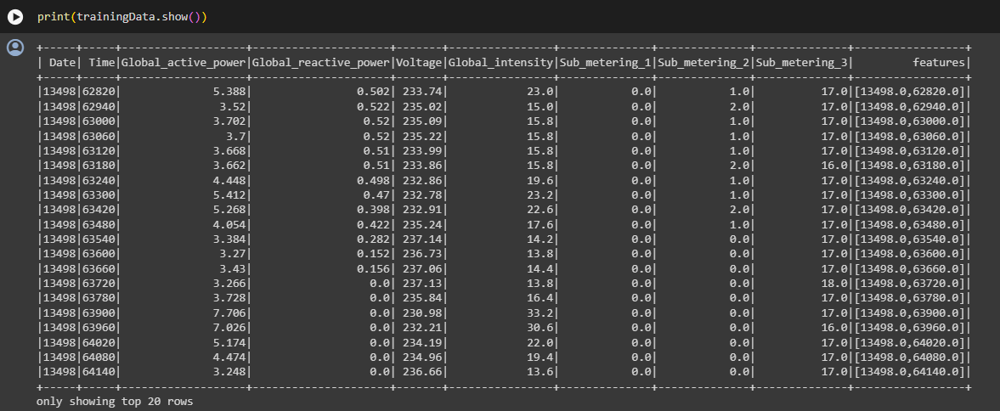 print(trainingData.show())
+-----+-----+-------------------+---------------------+-------+----------------+--------------+--------------+--------------+-----------------+
| Date| Time|Global_active_power|Global_reactive_power|Voltage|Global_intensity|Sub_metering_1|Sub_metering_2|Sub_metering_3|         features|
+-----+-----+-------------------+---------------------+-------+----------------+--------------+--------------+--------------+-----------------+
|13498|62820|              5.388|                0.502| 233.74|            23.0|           0.0|           1.0|          17.0|[13498.0,62820.0]|
|13498|62940|               3.52|                0.522| 235.02|            15.0|           0.0|           2.0|          17.0|[13498.0,62940.0]|
|13498|63000|              3.702|                 0.52| 235.09|            15.8|           0.0|           1.0|          17.0|[13498.0,63000.0]|
|13498|63060|                3.7|                 0.52| 235.22|            15.8|           0.0|           1.0|          17.0|[13498.0,63060.0]|
|13498|63120|              3.668|                 0.51| 233.99|            15.8|           0.0|           1.0|          17.0|[13498.0,63120.0]|
|13498|63180|              3.662|                 0.51| 233.86|            15.8|           0.0|           2.0|          16.0|[13498.0,63180.0]|
|13498|63240|              4.448|                0.498| 232.86|            19.6|           0.0|           1.0|          17.0|[13498.0,63240.0]|
|13498|63300|              5.412|                 0.47| 232.78|            23.2|           0.0|           1.0|          17.0|[13498.0,63300.0]|
|13498|63420|              5.268|                0.398| 232.91|            22.6|           0.0|           2.0|          17.0|[13498.0,63420.0]|
|13498|63480|              4.054|                0.422| 235.24|            17.6|           0.0|           1.0|          17.0|[13498.0,63480.0]|
|13498|63540|              3.384|                0.282| 237.14|            14.2|           0.0|           0.0|          17.0|[13498.0,63540.0]|
|13498|63600|               3.27|                0.152| 236.73|            13.8|           0.0|           0.0|          17.0|[13498.0,63600.0]|
|13498|63660|               3.43|                0.156| 237.06|            14.4|           0.0|           0.0|          17.0|[13498.0,63660.0]|
|13498|63720|              3.266|                  0.0| 237.13|            13.8|           0.0|           0.0|          18.0|[13498.0,63720.0]|
|13498|63780|              3.728|                  0.0| 235.84|            16.4|           0.0|           0.0|          17.0|[13498.0,63780.0]|
|13498|63900|              7.706|                  0.0| 230.98|            33.2|           0.0|           0.0|          17.0|[13498.0,63900.0]|
|13498|63960|              7.026|                  0.0| 232.21|            30.6|           0.0|           0.0|          16.0|[13498.0,63960.0]|
|13498|64020|              5.174|                  0.0| 234.19|            22.0|           0.0|           0.0|          17.0|[13498.0,64020.0]|
|13498|64080|              4.474|                  0.0| 234.96|            19.4|           0.0|           0.0|          17.0|[13498.0,64080.0]|
|13498|64140|              3.248|                  0.0| 236.66|            13.6|           0.0|           0.0|          17.0|[13498.0,64140.0]|
+-----+-----+-------------------+---------------------+-------+----------------+--------------+--------------+--------------+-----------------+
only showing top 20 rows